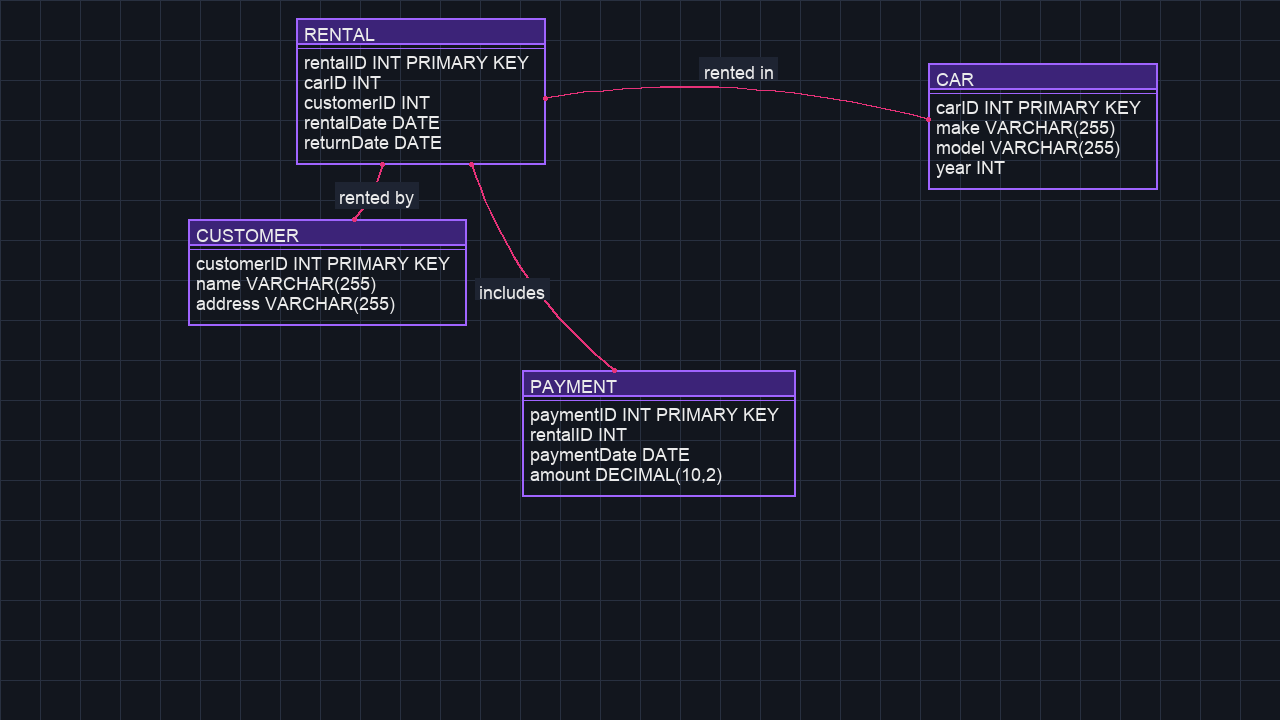 RENTAL
rentalID INT PRIMARY KEY
carID INT
customerID INT
rentalDate DATE
returnDate DATE
rented in
CAR
carID INT PRIMARY KEY
make VARCHAR(255)
model VARCHAR(255)
year INT
rented by
CUSTOMER
customerID INT PRIMARY KEY
name VARCHAR(255)
address VARCHAR(255)
includes
PAYMENT
paymentID INT PRIMARY KEY
rentalID INT
paymentDate DATE
amount DECIMAL(10,2)